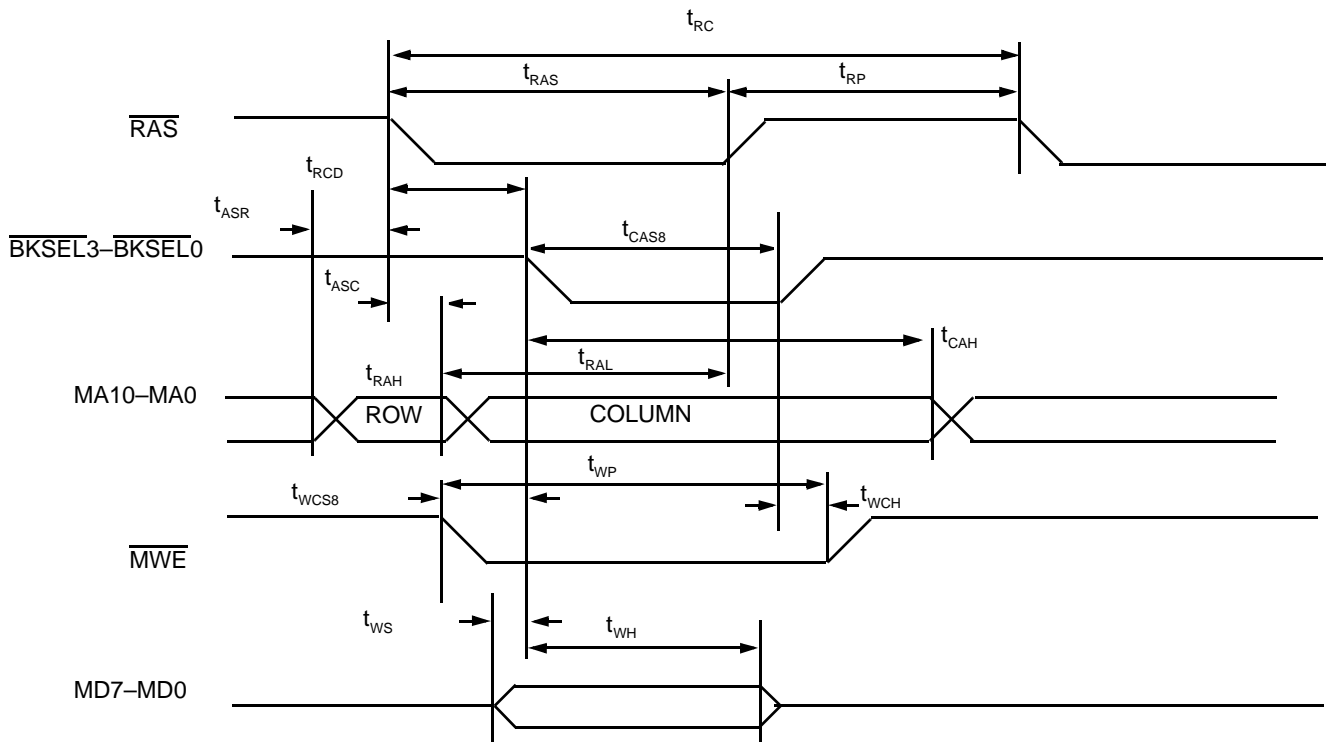 tRC
tRAS
tRP
RAS
tRCD
tASR
BKSEL3–BKSEL0
tCAS8
tASC
tCAH
tRAL
tRAH
MA10–MA0
ROW
COLUMN
tWP
tWCS8
tWCH
MWE
tWS
tWH
MD7–MD0